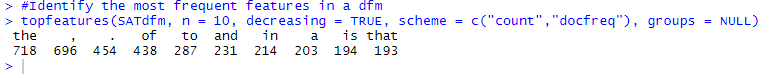 > #Identify the most frequent features in a dfm
> topfeatures(SATdfm, n = 10, decreasing = TRUE, scheme = c("count","docfreq"), groups = NULL)
the , . of to and in a is that
718 696 454 438 287 231 214 203 194 193
>